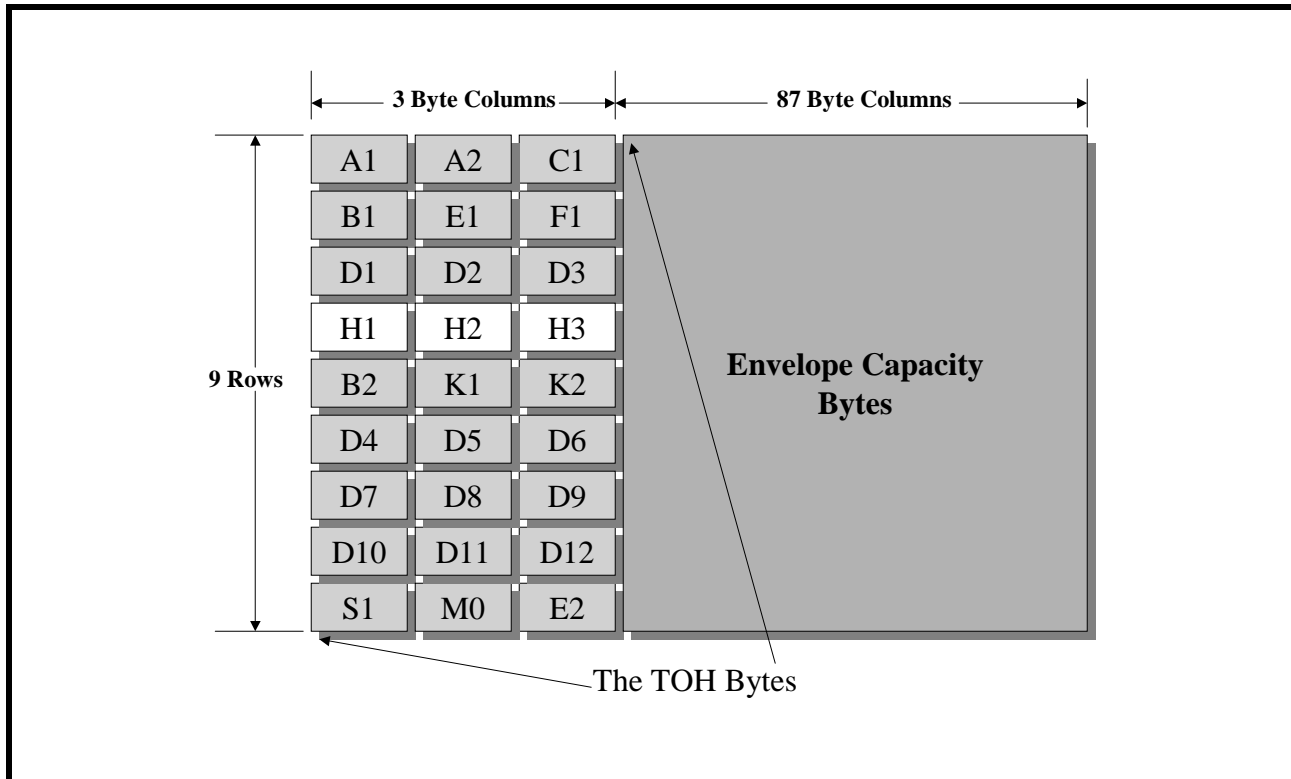 3 Byte Columns 87 Byte Columns
A1 A2 C1
B1 E1 F1
D1 D2 D3
H1 H2 H3
Envelope Capacity
9 Rows B2 K1 K2
Bytes
D4 D5 D6
D7 D8 D9
D10 D11 D12
S1 M0 E2
The TOH Bytes